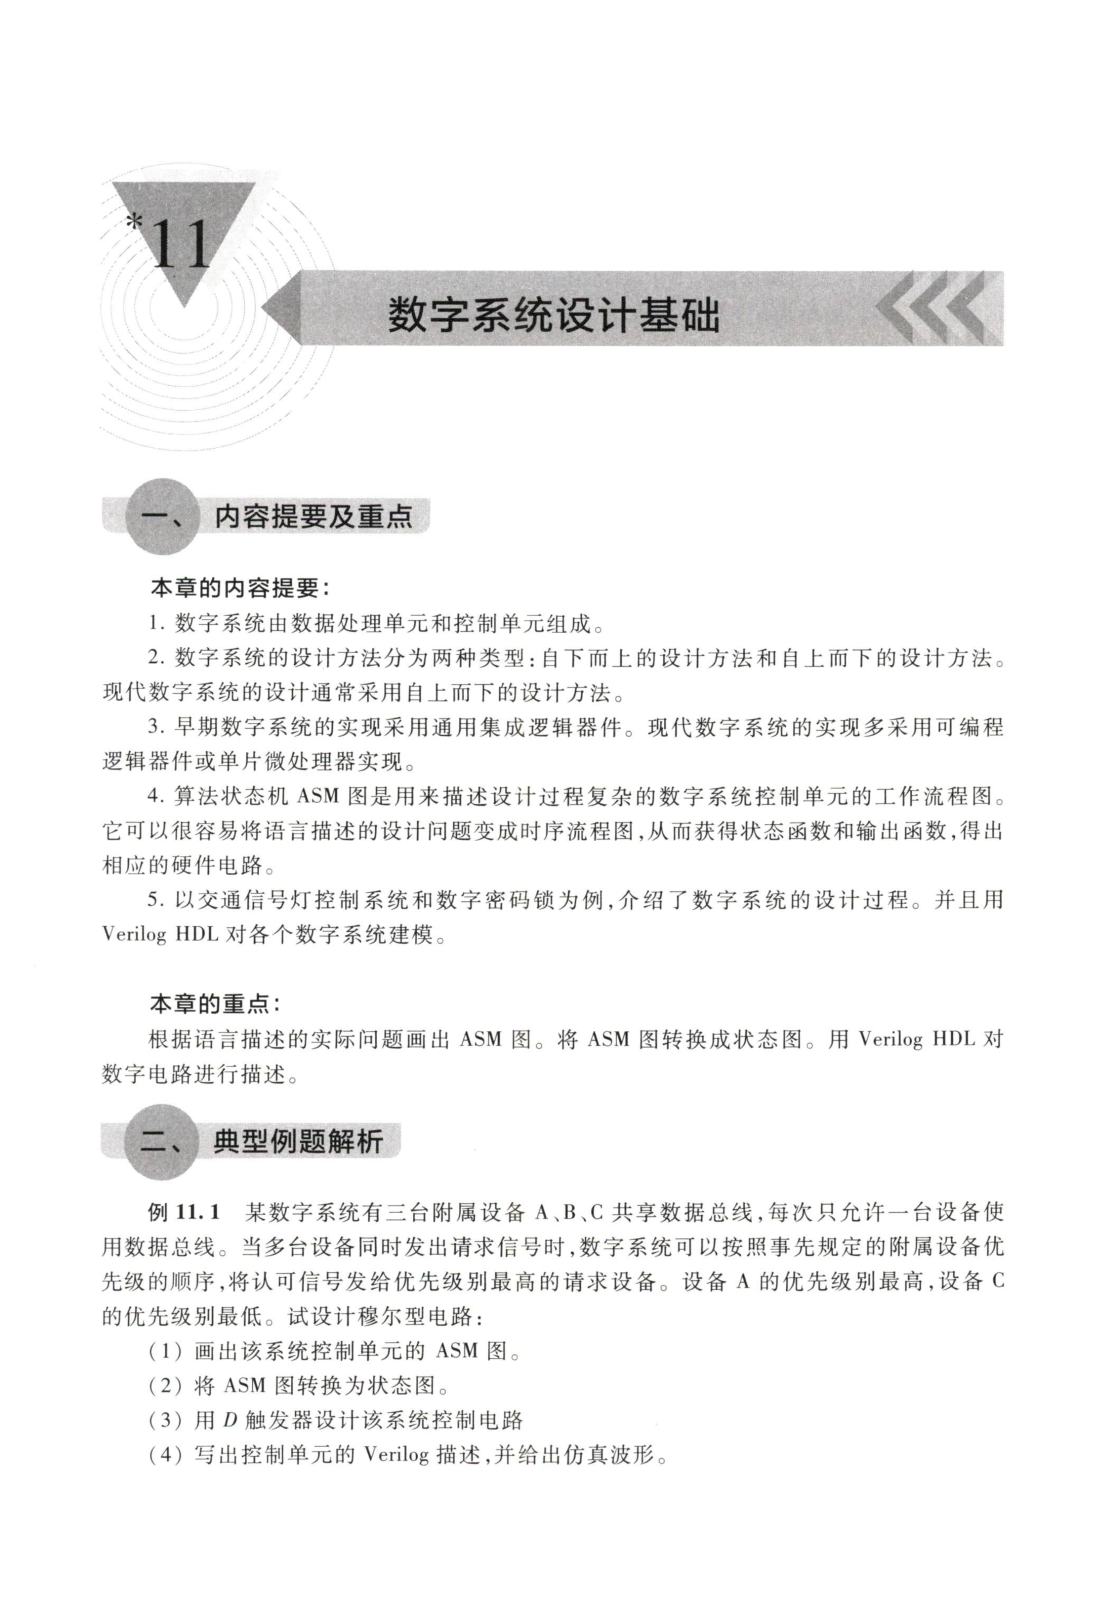 *11
数字系统设计基础
一、 内容提要及重点
本章的内容提要：
1. 数字系统由数据处理单元和控制单元组成。
2. 数字系统的设计方法分为两种类型：自下而上的设计方法和自上而下的设计方法。
现代数字系统的设计通常采用自上而下的设计方法。
3. 早期数字系统的实现采用通用集成逻辑器件。现代数字系统的实现多采用可编程
逻辑器件或单片微处理器实现。
4. 算法状态机 ASM 图是用来描述设计过程复杂的数字系统控制单元的工作流程图。
它可以很容易将语言描述的设计问题变成时序流程图，从而获得状态函数和输出函数，得出
相应的硬件电路。
5. 以交通信号灯控制系统和数字密码锁为例，介绍了数字系统的设计过程。并且用
Verilog HDL 对各个数字系统建模。
本章的重点：
根据语言描述的实际问题画出 ASM 图。将 ASM 图转换成状态图。用 Verilog HDL 对
数字电路进行描述。
二、 典型例题解析
例 11.1 某数字系统有三台附属设备 A、B、C 共享数据总线，每次只允许一台设备使
用数据总线。当多台设备同时发出请求信号时，数字系统可以按照事先规定的附属设备优
先级的顺序，将认可信号发给优先级别最高的请求设备。设备 A 的优先级别最高，设备 C
的优先级别最低。试设计穆尔型电路：
（1）画出该系统控制单元的 ASM 图。
（2）将 ASM 图转换为状态图。
（3）用 D 触发器设计该系统控制电路
（4）写出控制单元的 Verilog 描述，并给出仿真波形。